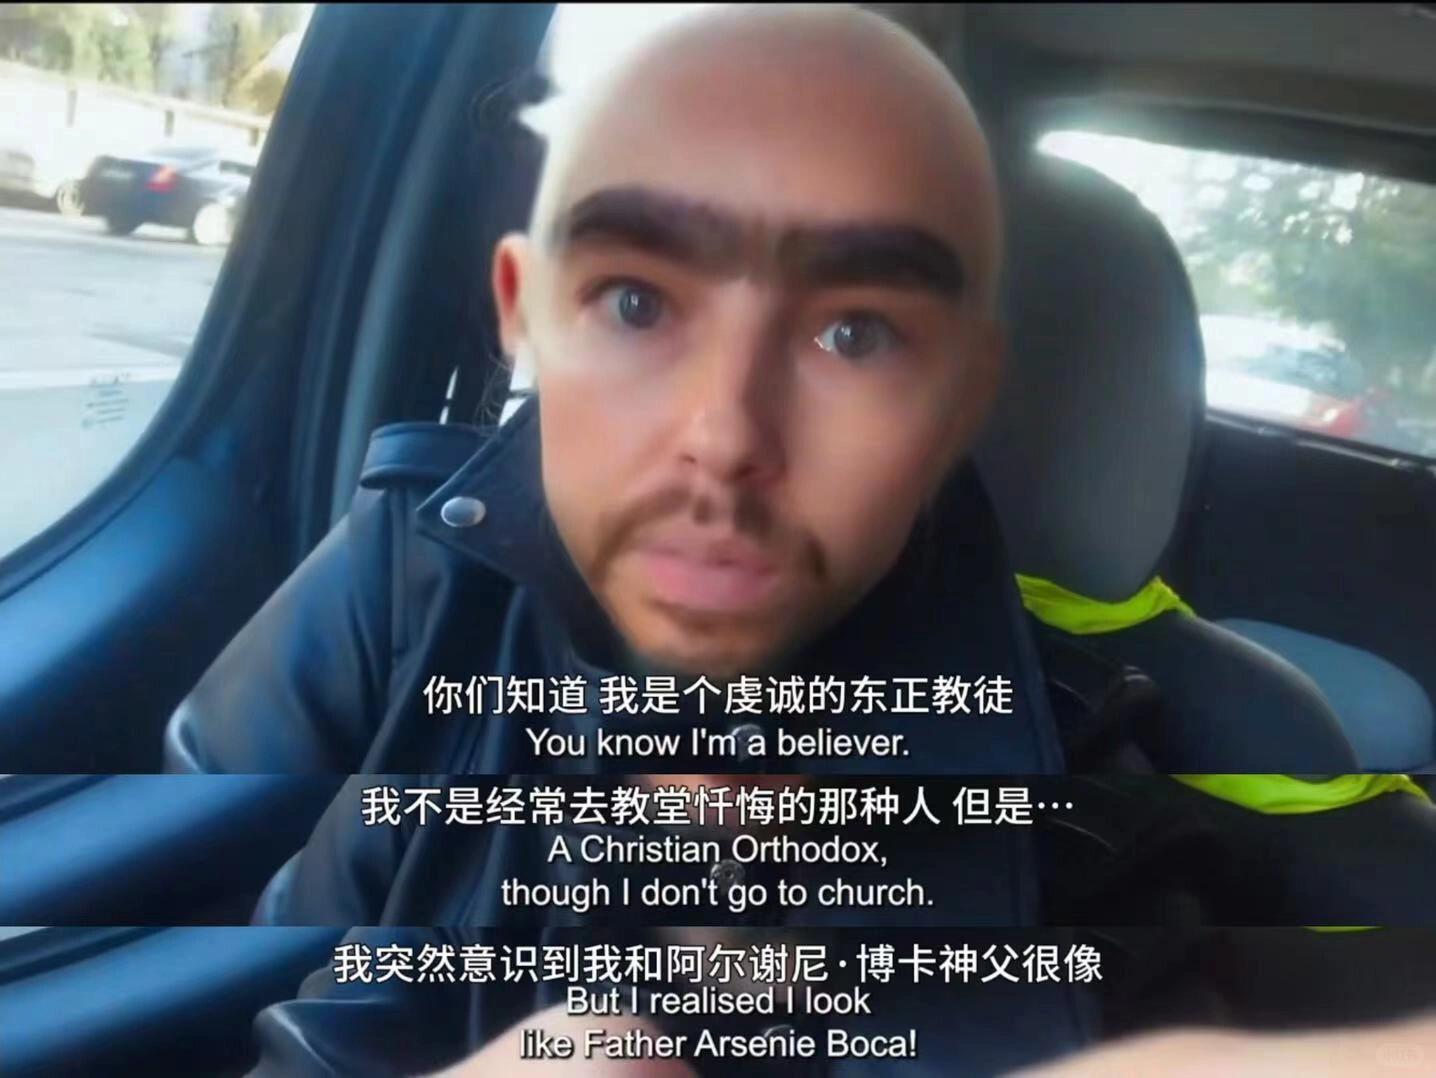 你们知道 我是个虔诚的东正教徒
You know I'm a believer.
我不是经常去教堂忏悔的那种人 但是…
A Christian Orthodox,
though I don't go to church.
我突然意识到我和阿尔谢尼·博卡神父很像
But I realised I look
like Father Arsenie Boca!